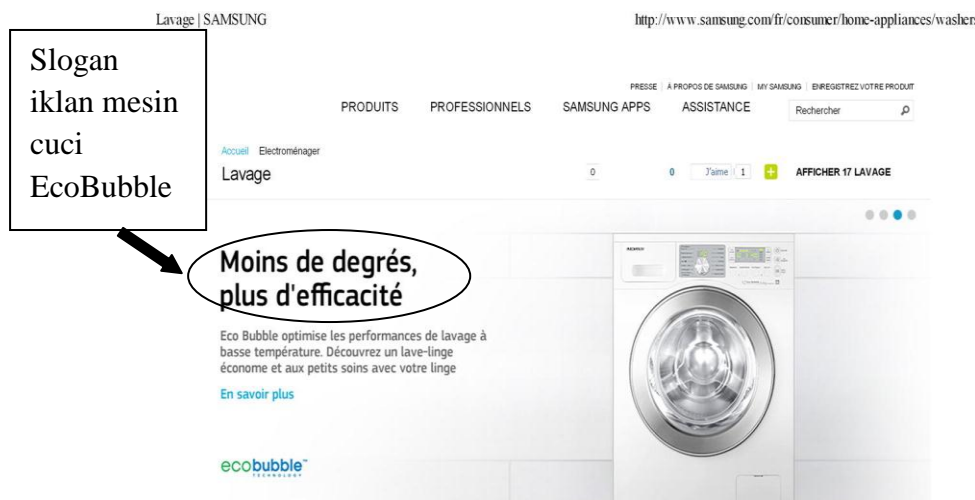 Lavage | SAMSUNG
http://www.samsung.com/fr/consumer/home-appliances/washers
Slogan
iklan mesin
cuci
EcoBubble
PRESSE | À PROPOS DE SAMSUNG | MY SAMSUNG | ENREGISTREZ VOTRE PRODUIT
PRODUITS PROFESSIONNELS SAMSUNG APPS ASSISTANCE
Rechercher
Accueil Electroménager
Lavage
0 0 J'aime 1 + AFFICHER 17 LAVAGE
Moins de degrés,
plus d'efficacité
Eco Bubble optimise les performances de lavage à
basse température. Découvrez un lave-linge
économe et aux petits soins avec votre linge
En savoir plus
ecobubble™
TECHNOLOGY